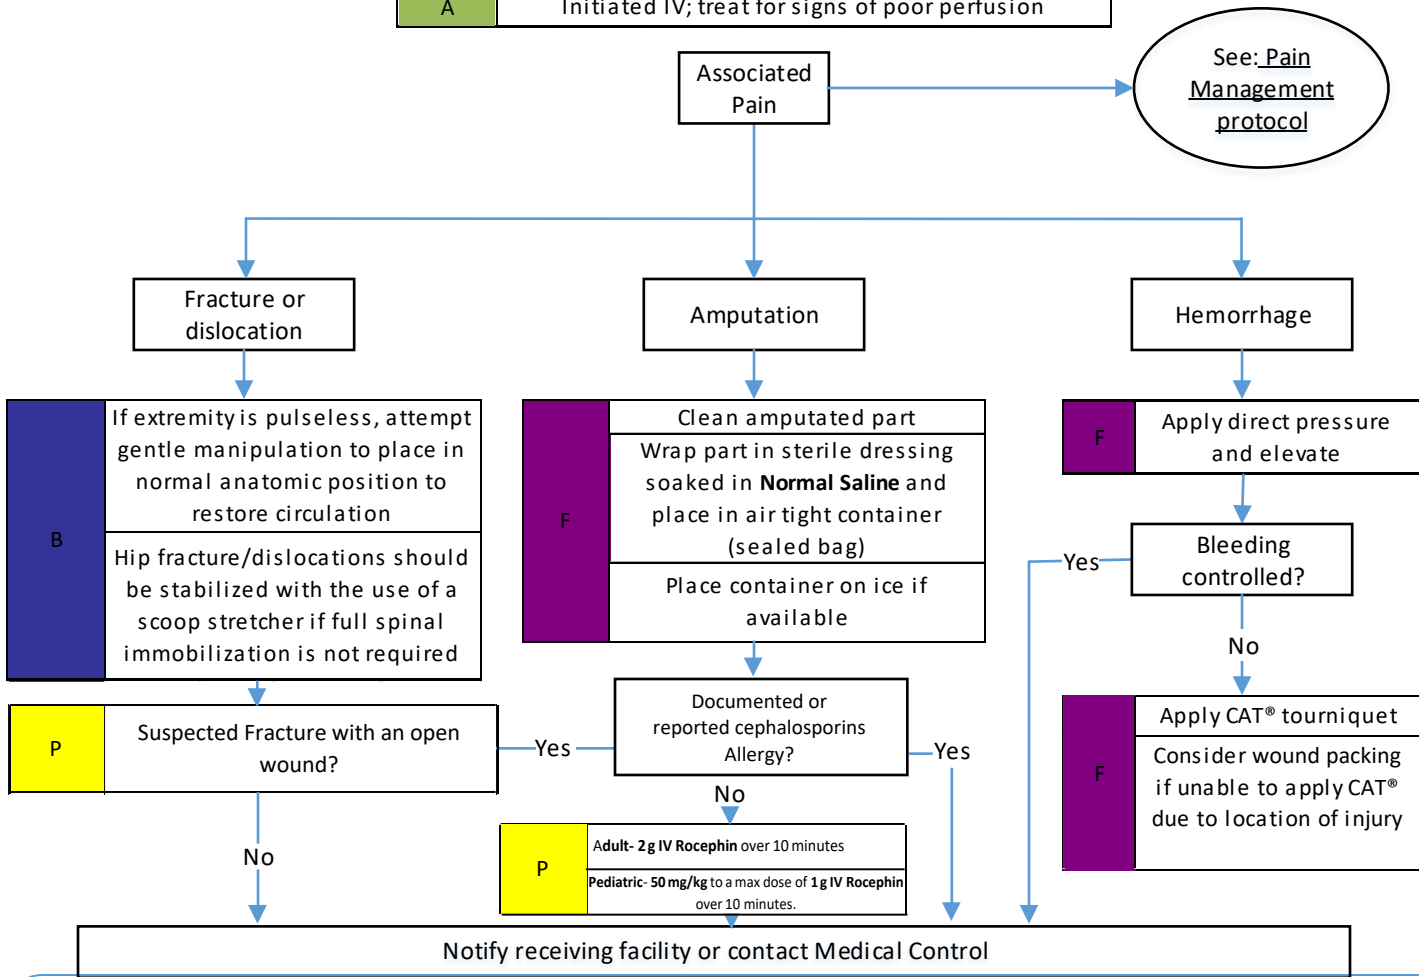 A
Initiated IV; treat for signs of poor perfusion
Associated
Pain
See: Pain
Management
protocol
Fracture or
dislocation
Amputation
Hemorrhage
B
If extremity is pulseless, attempt
gentle manipulation to place in
normal anatomic position to
restore circulation
Hip fracture/dislocations should
be stabilized with the use of a
scoop stretcher if full spinal
immobilization is not required
F
Clean amputated part
Wrap part in sterile dressing
soaked in Normal Saline and
place in air tight container
(sealed bag)
Place container on ice if
available
F
Apply direct pressure
and elevate
Bleeding
controlled?
Yes
No
P
Suspected Fracture with an open
wound?
Yes
No
Documented or
reported cephalosporins
Allergy?
Yes
No
F
Apply CAT® tourniquet
Consider wound packing
if unable to apply CAT®
due to location of injury
P
Adult- 2 g IV Rocephin over 10 minutes
Pediatric- 50 mg/kg to a max dose of 1 g IV Rocephin
over 10 minutes.
Notify receiving facility or contact Medical Control